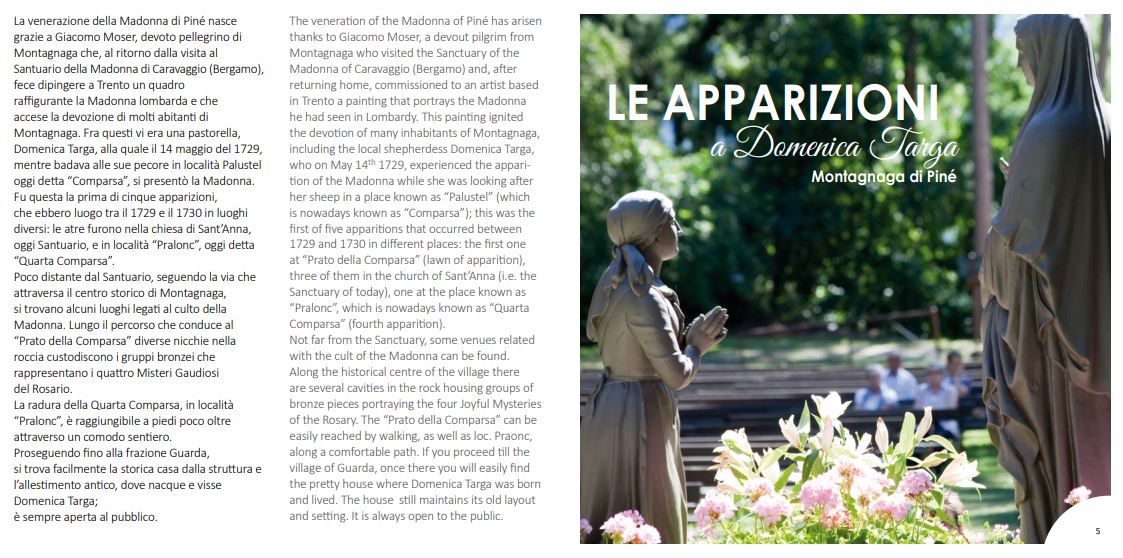 La venerazione della Madonna di Piné nasce
grazie a Giacomo Moser, devoto pellegrino di
Montagnaga che, al ritorno dalla visita al
Santuario della Madonna di Caravaggio (Bergamo),
fece dipingere a Trento un quadro
raffigurante la Madonna lombarda e che
accese la devozione di molti abitanti di
Montagnaga. Fra questi vi era una pastorella,
Domenica Targa, alla quale il 14 maggio del 1729,
mentre badava alle sue pecore in località Palustel
oggi detta “Comparsa”, si presentò la Madonna.
Fu questa la prima di cinque apparizioni,
che ebbero luogo tra il 1729 e il 1730 in luoghi
diversi: le atre furono nella chiesa di Sant’Anna,
oggi Santuario, e in località “Pralonc”, oggi detta
“Quarta Comparsa”.
Poco distante dal Santuario, seguendo la via che
attraversa il centro storico di Montagnaga,
si trovano alcuni luoghi legati al culto della
Madonna. Lungo il percorso che conduce al
“Prato della Comparsa” diverse nicchie nella
roccia custodiscono i gruppi bronzei che
rappresentano i quattro Misteri Gaudiosi
del Rosario.
La radura della Quarta Comparsa, in località
“Pralonc”, è raggiungibile a piedi poco oltre
attraverso un comodo sentiero.
Proseguendo fino alla frazione Guarda,
si trova facilmente la storica casa dalla struttura e
l’allestimento antico, dove nacque e visse
Domenica Targa;
è sempre aperta al pubblico.
The veneration of the Madonna of Piné has arisen
thanks to Giacomo Moser, a devout pilgrim from
Montagnaga who visited the Sanctuary of the
Madonna of Caravaggio (Bergamo) and, after
returning home, commissioned to an artist based
in Trento a painting that portrays the Madonna
he had seen in Lombardy. This painting ignited
the devotion of many inhabitants of Montagnaga,
including the local shepherdess Domenica Targa,
who on May 14th 1729, experienced the appari-
tion of the Madonna while she was looking after
her sheep in a place known as “Palustel” (which
is nowadays known as “Comparsa”); this was the
first of five apparitions that occurred between
1729 and 1730 in different places: the first one
at “Prato della Comparsa” (lawn of apparition),
three of them in the church of Sant’Anna (i.e. the
Sanctuary of today), one at the place known as
“Pralonc”, which is nowadays known as “Quarta
Comparsa” (fourth apparition).
Not far from the Sanctuary, some venues related
with the cult of the Madonna can be found.
Along the historical centre of the village there
are several cavities in the rock housing groups of
bronze pieces portraying the four Joyful Mysteries
of the Rosary. The “Prato della Comparsa” can be
easily reached by walking, as well as loc. Praonc,
along a comfortable path. If you proceed till the
village of Guarda, once there you will easily find
the pretty house where Domenica Targa was born
and lived. The house still maintains its old layout
and setting. It is always open to the public.
LE APPARIZIONI
a Domenica Targa
Montagnaga di Piné
5